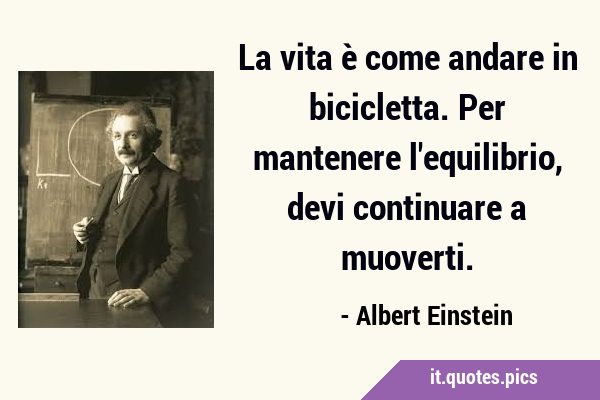 La vita è come andare in
bicicletta. Per
mantenere l'equilibrio,
devi continuare a
muoverti.
- Albert Einstein
it.quotes.pics